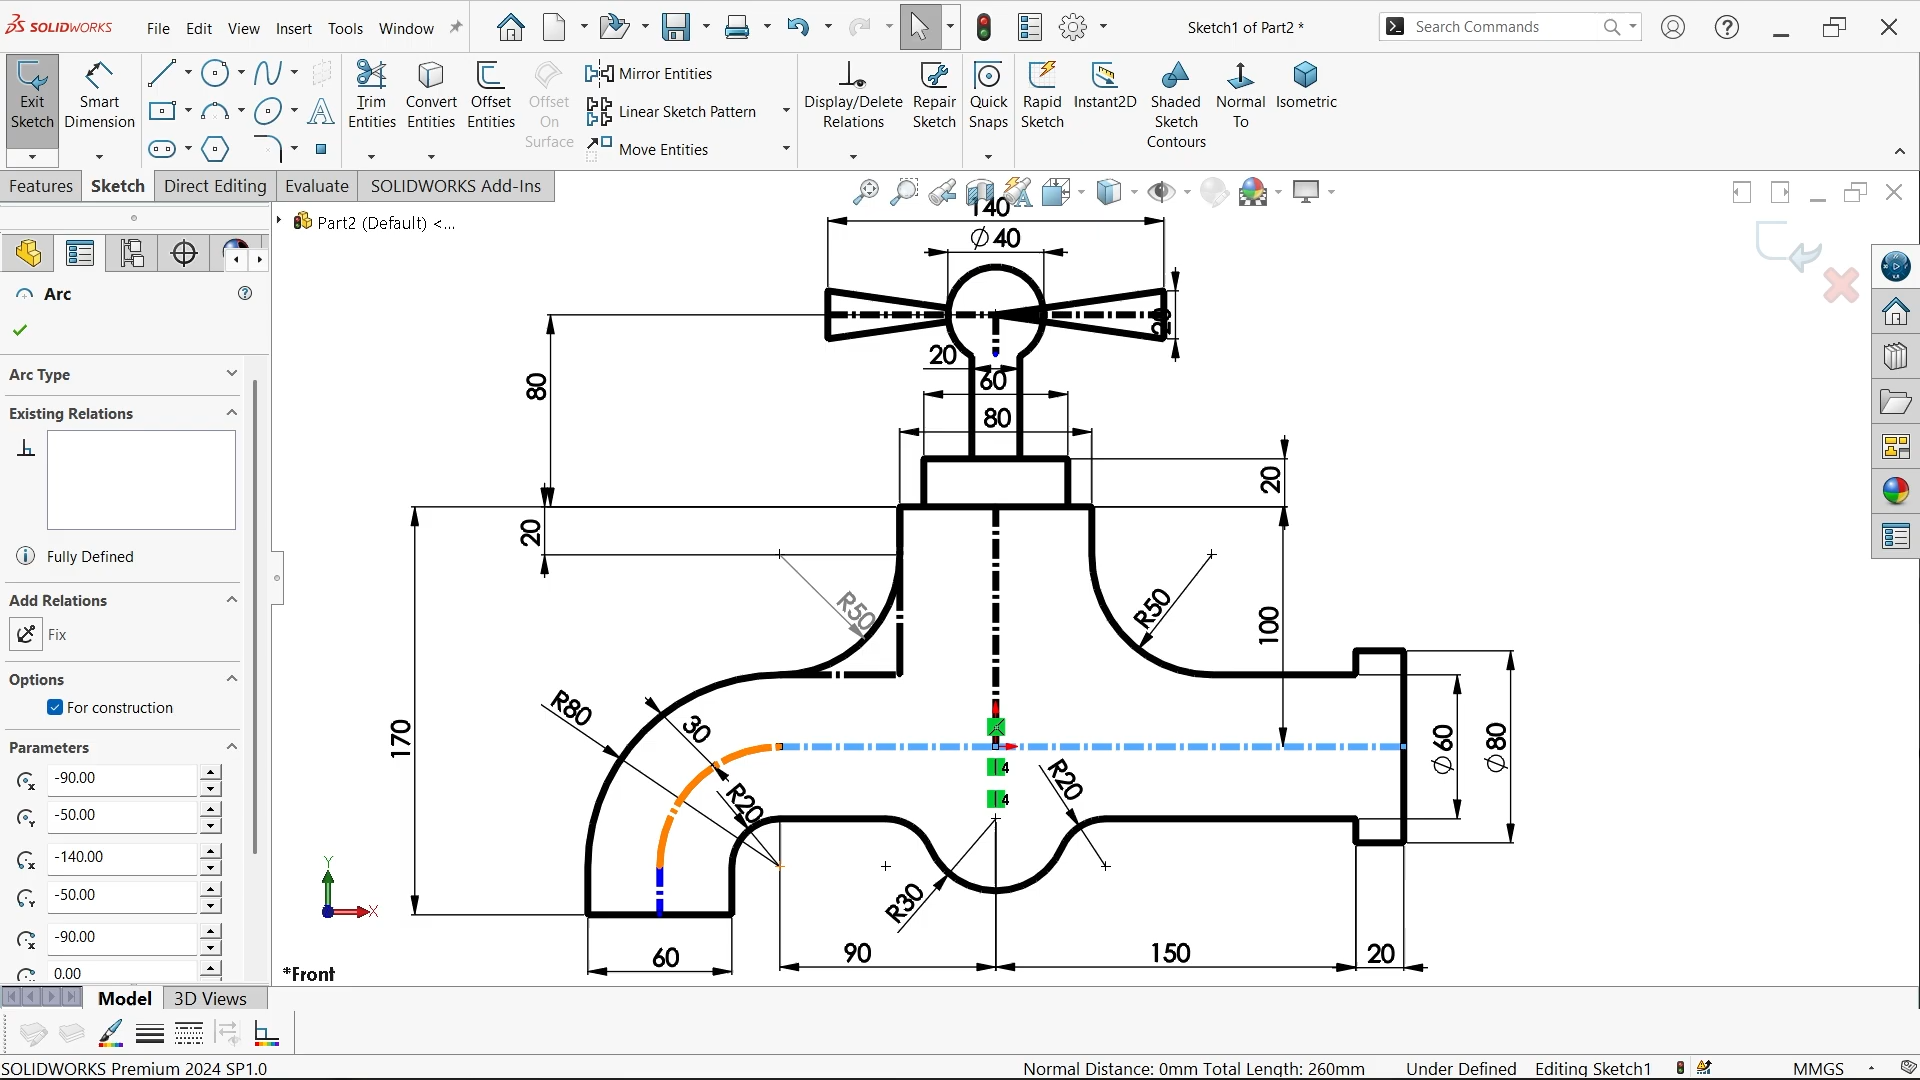 SOLIDWORKS
File Edit View Insert Tools Window
Sketch1 of Part2 *
Search Commands
Exit Sketch
Smart Dimension
Trim Entities
Convert Entities
Offset Entities
Offset On Surface
Mirror Entities
Linear Sketch Pattern
Move Entities
Display/Delete Relations
Repair Sketch
Quick Snaps
Rapid Sketch
Instant2D
Shaded Sketch Contours
Normal To
Isometric
Features Sketch Direct Editing Evaluate SOLIDWORKS Add-Ins
Part2 (Default) <...
Arc
Arc Type
Existing Relations
Fully Defined
Add Relations
Fix
Options
For construction
Parameters
-90.00
-50.00
-140.00
-50.00
-90.00
0.00
140
∅40
20
20
60
80
80
20
20
R50
R50
100
170
R80
30
R20
R20
R30
∅60
∅80
4
4
60
90
150
20
Y
X
*Front
Model 3D Views
SOLIDWORKS Premium 2024 SP1.0
Normal Distance: 0mm Total Length: 260mm
Under Defined
Editing Sketch1
MMGS